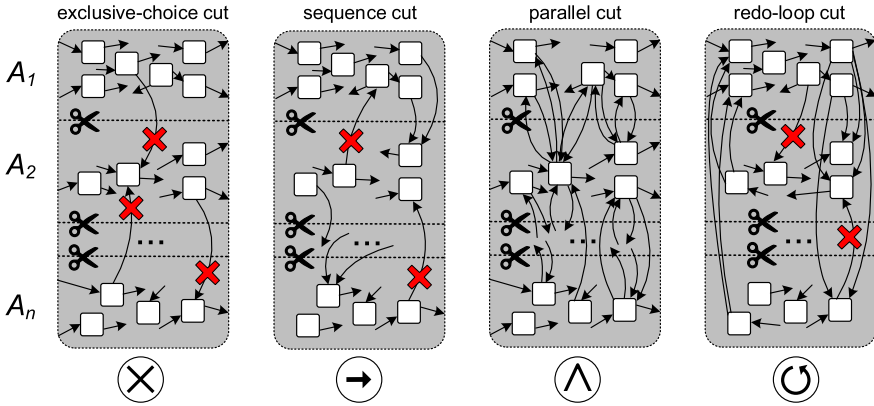 exclusive-choice cut
sequence cut
parallel cut
redo-loop cut
A1
A2
...
...
...
...
An